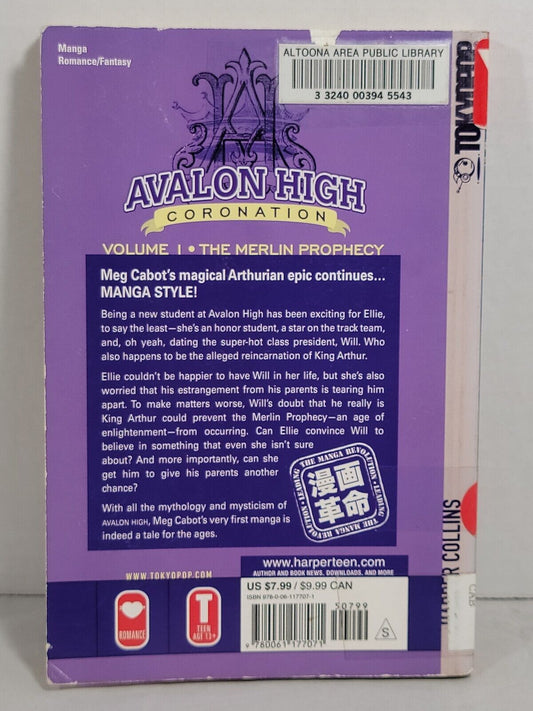 Manga
Romance/Fantasy
ALTOONA AREA PUBLIC LIBRARY
3 3240 00394 5543
TOKYOPOP
AVALON HIGH
CORONATION
VOLUME 1 • THE MERLIN PROPHECY
Meg Cabot's magical Arthurian epic continues...
MANGA STYLE!
Being a new student at Avalon High has been exciting for Ellie,
to say the least—she's an honor student, a star on the track team,
and, oh yeah, dating the super-hot class president, Will. Who
also happens to be the alleged reincarnation of King Arthur.
Ellie couldn't be happier to have Will in her life, but she's also
worried that his estrangement from his parents is tearing him
apart. To make matters worse, Will's doubt that he really is
King Arthur could prevent the Merlin Prophecy—an age of
enlightenment—from occurring. Can Ellie convince Will to
believe in something that even she isn't sure
about? And more importantly, can she
get him to give his parents another
chance?
With all the mythology and mysticism of
AVALON HIGH, Meg Cabot's very first manga is
indeed a tale for the ages.
LEADING THE MANGA REVOLUTION • LEADING THE MANGA REVOLUTION •
漫画
革命
WWW.TOKYOPOP.COM
www.harperteen.com
AUTHOR AND BOOK NEWS, DOWNLOADS, AND MORE
US $7.99 / $9.99 CAN
ISBN 978-0-06-117707-1
50799
9 780061 177071
S
ROMANCE
T
TEEN
AGE 13+
COLLINS
CAB